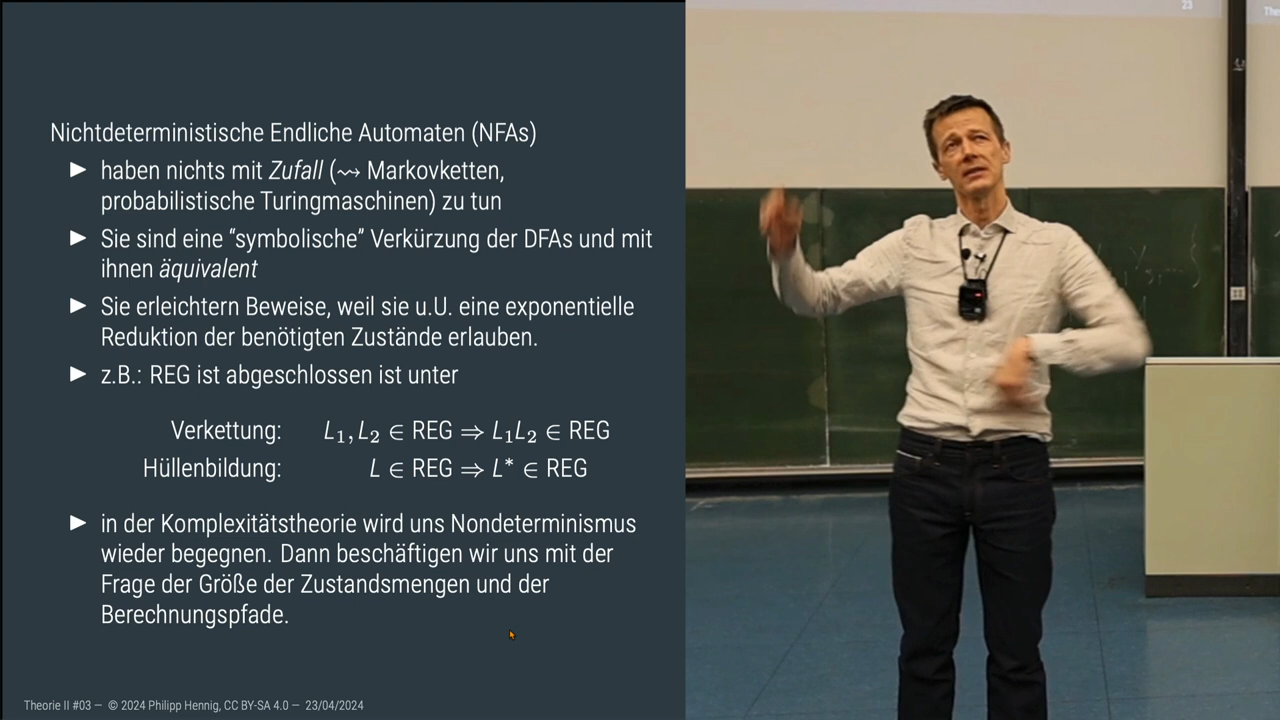 Nichtdeterministische Endliche Automaten (NFAs)
▶ haben nichts mit Zufall (⇝ Markovketten,
probabilistische Turingmaschinen) zu tun
▶ Sie sind eine “symbolische” Verkürzung der DFAs und mit
ihnen äquivalent
▶ Sie erleichtern Beweise, weil sie u.U. eine exponentielle
Reduktion der benötigten Zustände erlauben.
▶ z.B.: REG ist abgeschlossen ist unter
Verkettung: L₁, L₂ ∈ REG ⇒ L₁L₂ ∈ REG
Hüllenbildung: L ∈ REG ⇒ L* ∈ REG
▶ in der Komplexitätstheorie wird uns Nondeterminismus
wieder begegnen. Dann beschäftigen wir uns mit der
Frage der Größe der Zustandsmengen und der
Berechnungspfade.
Theorie II #03 — © 2024 Philipp Hennig, CC BY-SA 4.0 — 23/04/2024
23